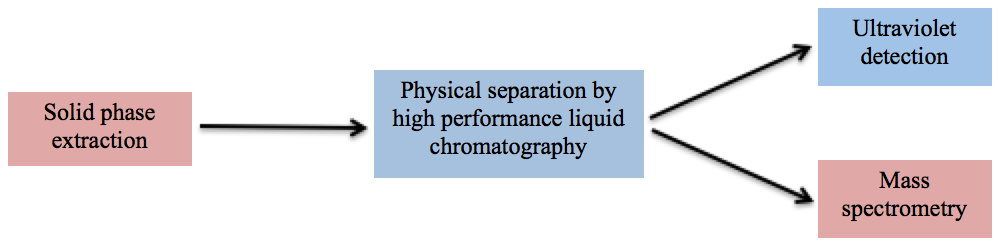 Solid phase
extraction
Physical separation by
high performance liquid
chromatography
Ultraviolet
detection
Mass
spectrometry